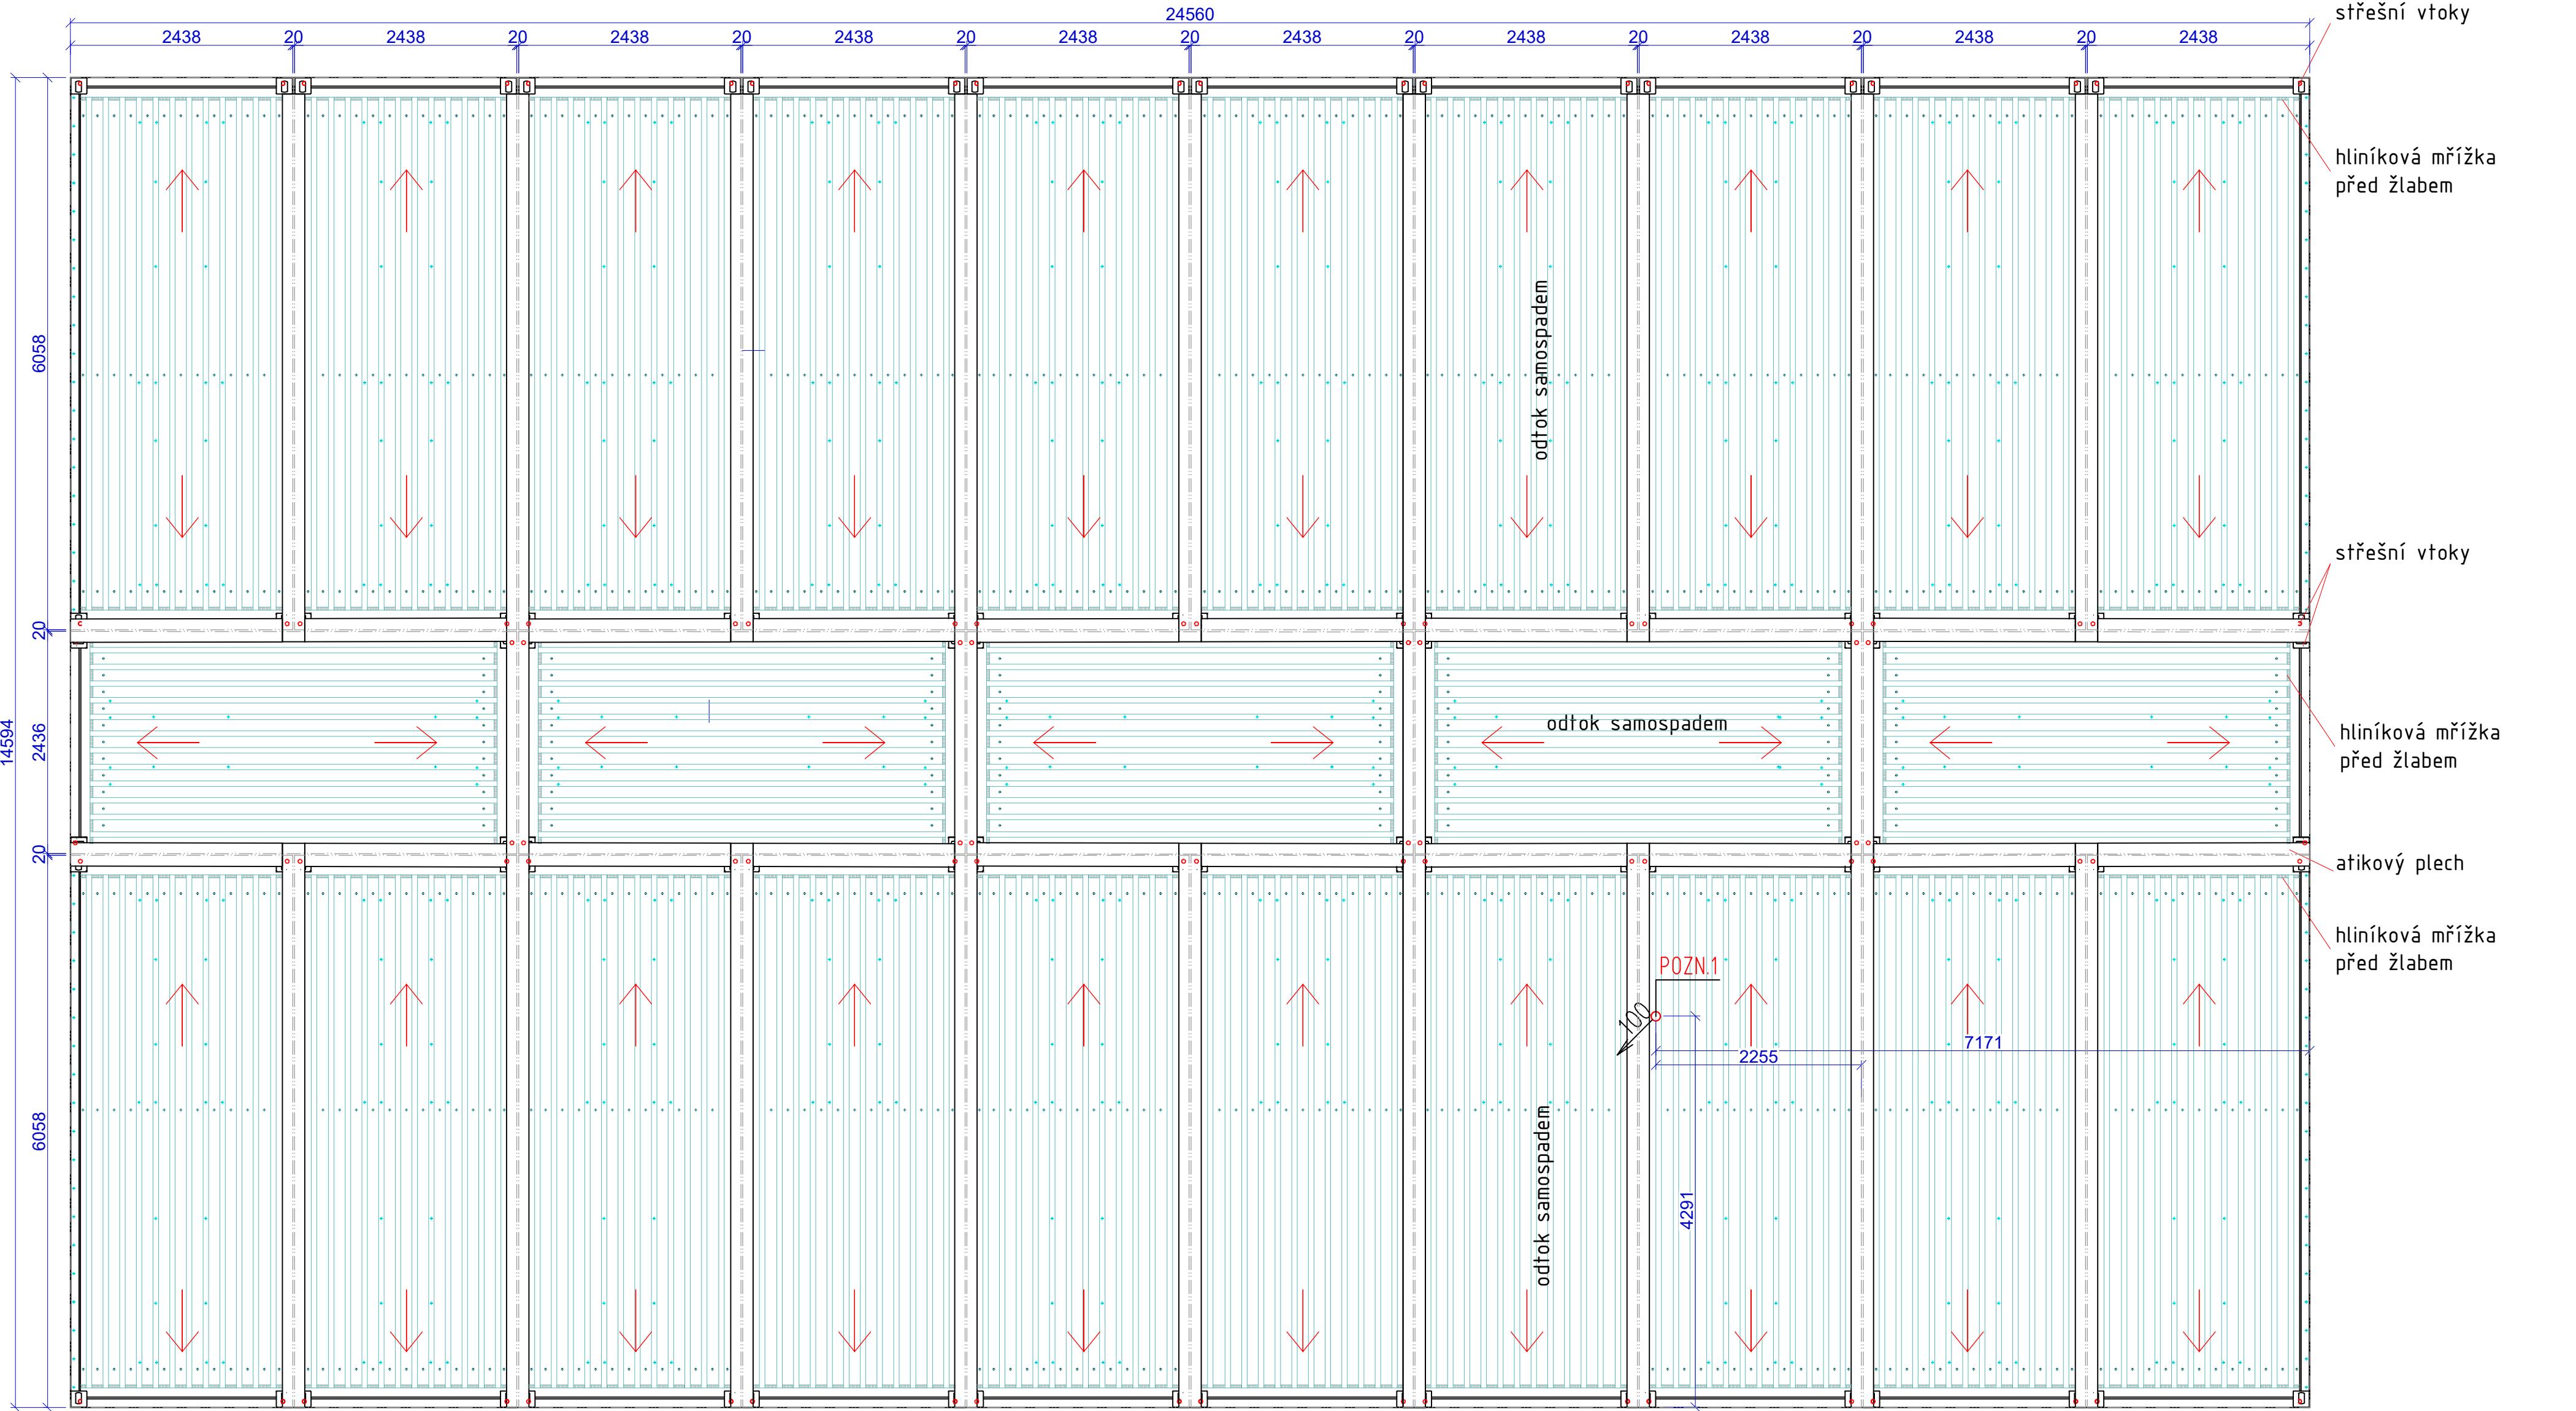 24560
2438 20 2438 20 2438 20 2438 20 2438 20 2438 20 2438 20 2438 20 2438 20 2438
střešní vtoky
hliníková mřížka
před žlabem
6058
odtok samospadem
střešní vtoky
20
14594
2436
odtok samospadem
hliníková mřížka
před žlabem
20
atikový plech
hliníková mřížka
před žlabem
POZN.1
100
7171
2255
6058
odtok samospadem
4291